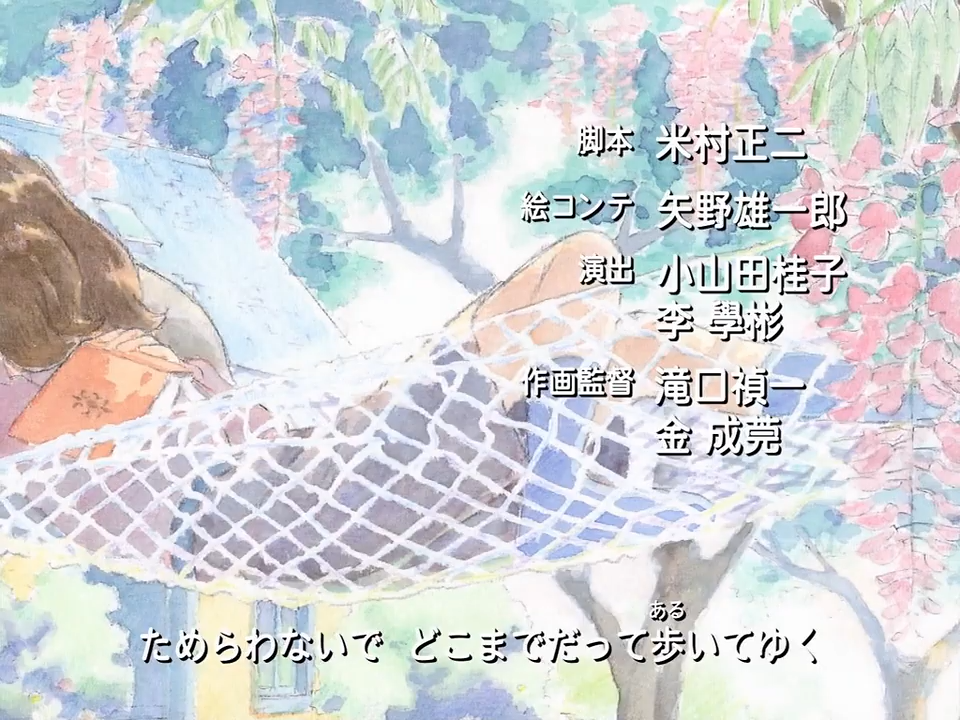 脚本 米村正二
絵コンテ 矢野雄一郎
演出 小山田桂子
李 學彬
作画監督 滝口禎一
金 成莞
ある
ためらわないで どこまでだって歩いてゆく